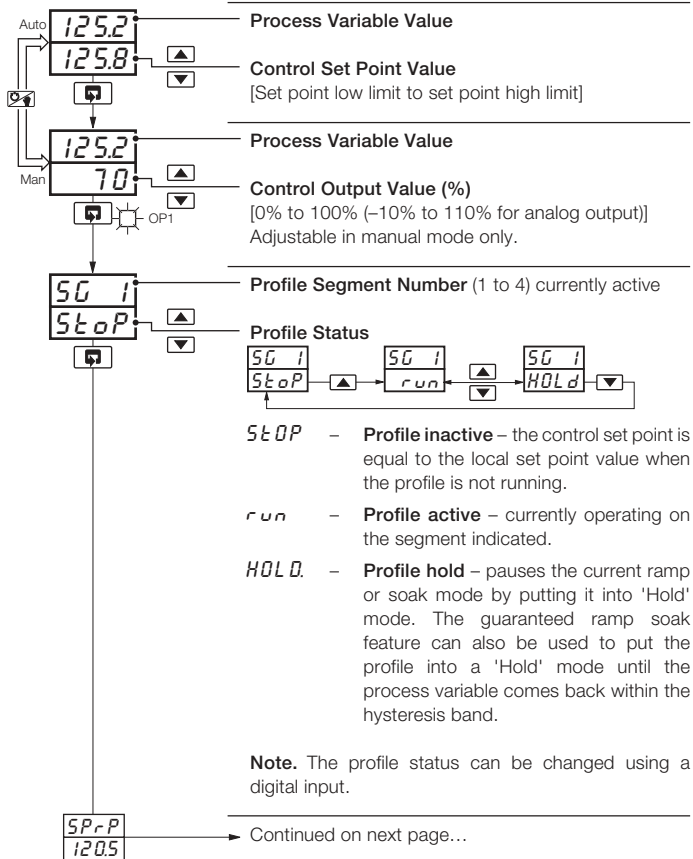 Auto
125.2
Process Variable Value
125.8
Control Set Point Value
[Set point low limit to set point high limit]
125.2
Process Variable Value
Man
70
Control Output Value (%)
OP1
[0% to 100% (–10% to 110% for analog output)]
Adjustable in manual mode only.
SG 1
Profile Segment Number (1 to 4) currently active
StoP
Profile Status
SG 1
StoP
SG 1
run
SG 1
HOLd
StOP – Profile inactive – the control set point is
equal to the local set point value when
the profile is not running.
run – Profile active – currently operating on
the segment indicated.
HOLD. – Profile hold – pauses the current ramp
or soak mode by putting it into 'Hold'
mode. The guaranteed ramp soak
feature can also be used to put the
profile into a 'Hold' mode until the
process variable comes back within the
hysteresis band.
Note. The profile status can be changed using a
digital input.
SPrP
120.5
Continued on next page…